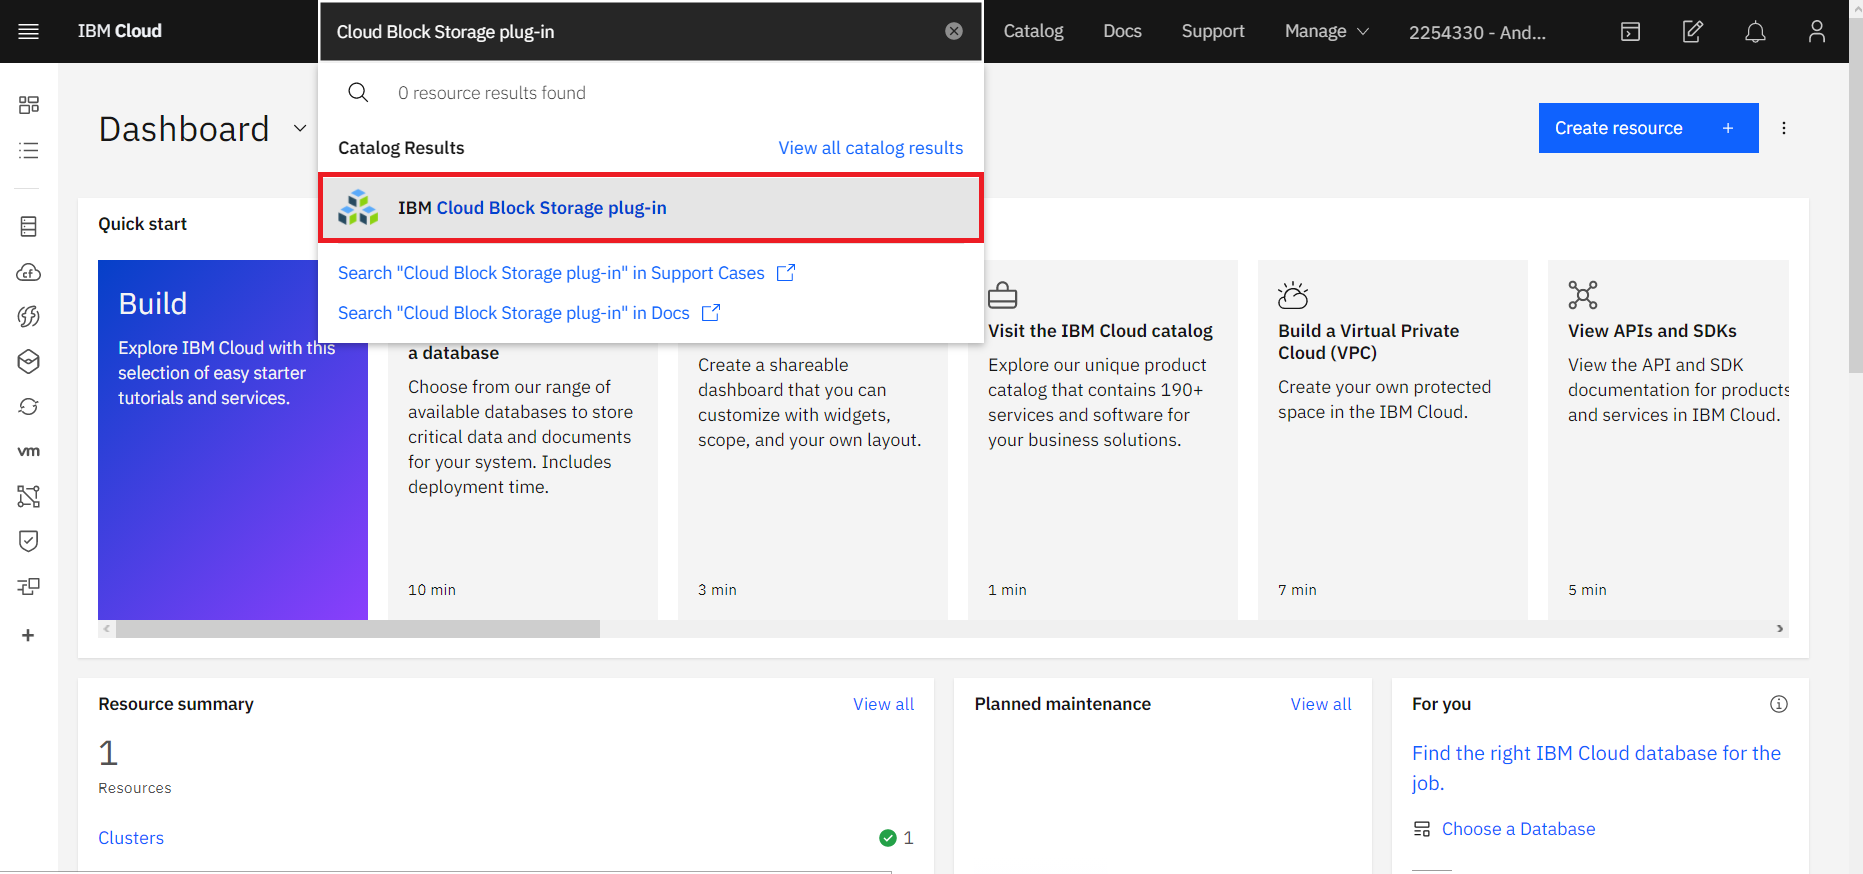 IBM Cloud
Cloud Block Storage plug-in
Catalog
Docs
Support
Manage
2254330 - And...
0 resource results found
Catalog Results
View all catalog results
IBM Cloud Block Storage plug-in
Search "Cloud Block Storage plug-in" in Support Cases
Search "Cloud Block Storage plug-in" in Docs
Dashboard
Create resource +
Quick start
Build
Explore IBM Cloud with this
selection of easy starter
tutorials and services.
a database
Choose from our range of
available databases to store
critical data and documents
for your system. Includes
deployment time.
10 min
Create a shareable
dashboard that you can
customize with widgets,
scope, and your own layout.
3 min
Visit the IBM Cloud catalog
Explore our unique product
catalog that contains 190+
services and software for
your business solutions.
1 min
Build a Virtual Private
Cloud (VPC)
Create your own protected
space in the IBM Cloud.
7 min
View APIs and SDKs
View the API and SDK
documentation for products
and services in IBM Cloud.
5 min
cf
vm
Resource summary
View all
1
Resources
Clusters
1
Planned maintenance
View all
For you
Find the right IBM Cloud database for the
job.
Choose a Database